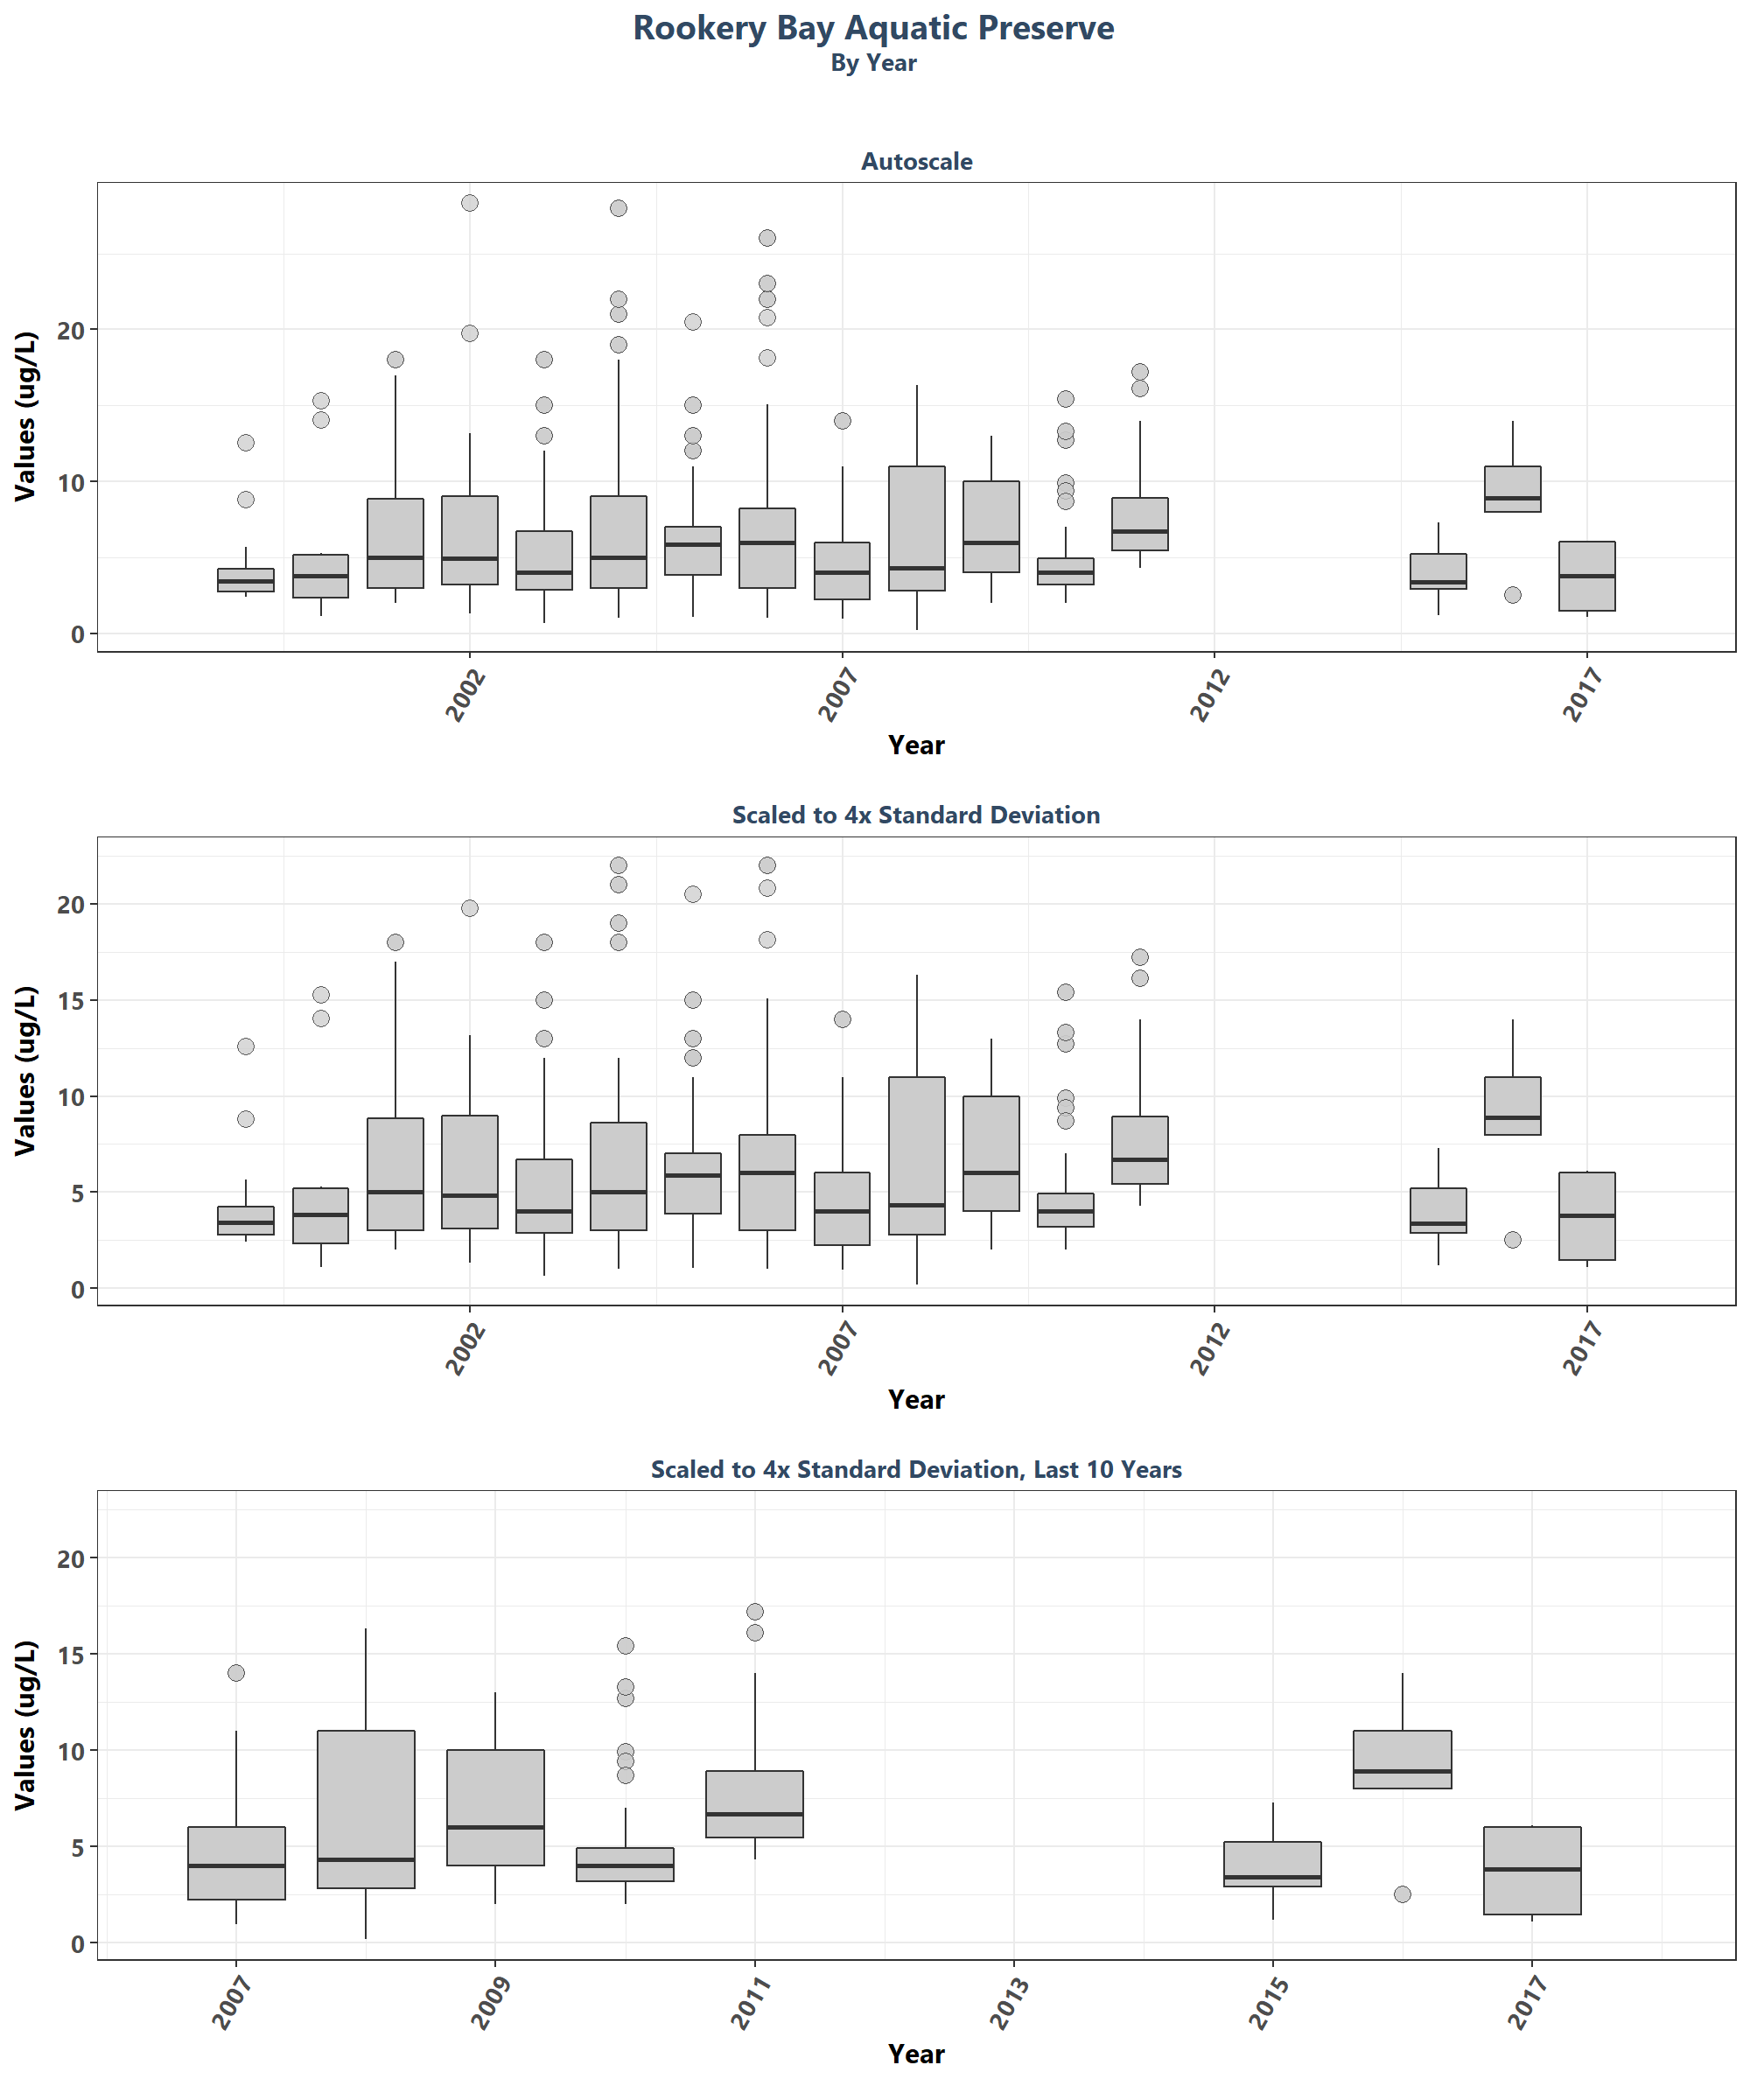 Rookery Bay Aquatic Preserve
By Year
Autoscale
Values (ug/L)
20
10
0
2002 2007 2012 2017
Year
Scaled to 4x Standard Deviation
Values (ug/L)
20
15
10
5
0
2002 2007 2012 2017
Year
Scaled to 4x Standard Deviation, Last 10 Years
Values (ug/L)
20
15
10
5
0
2007 2009 2011 2013 2015 2017
Year